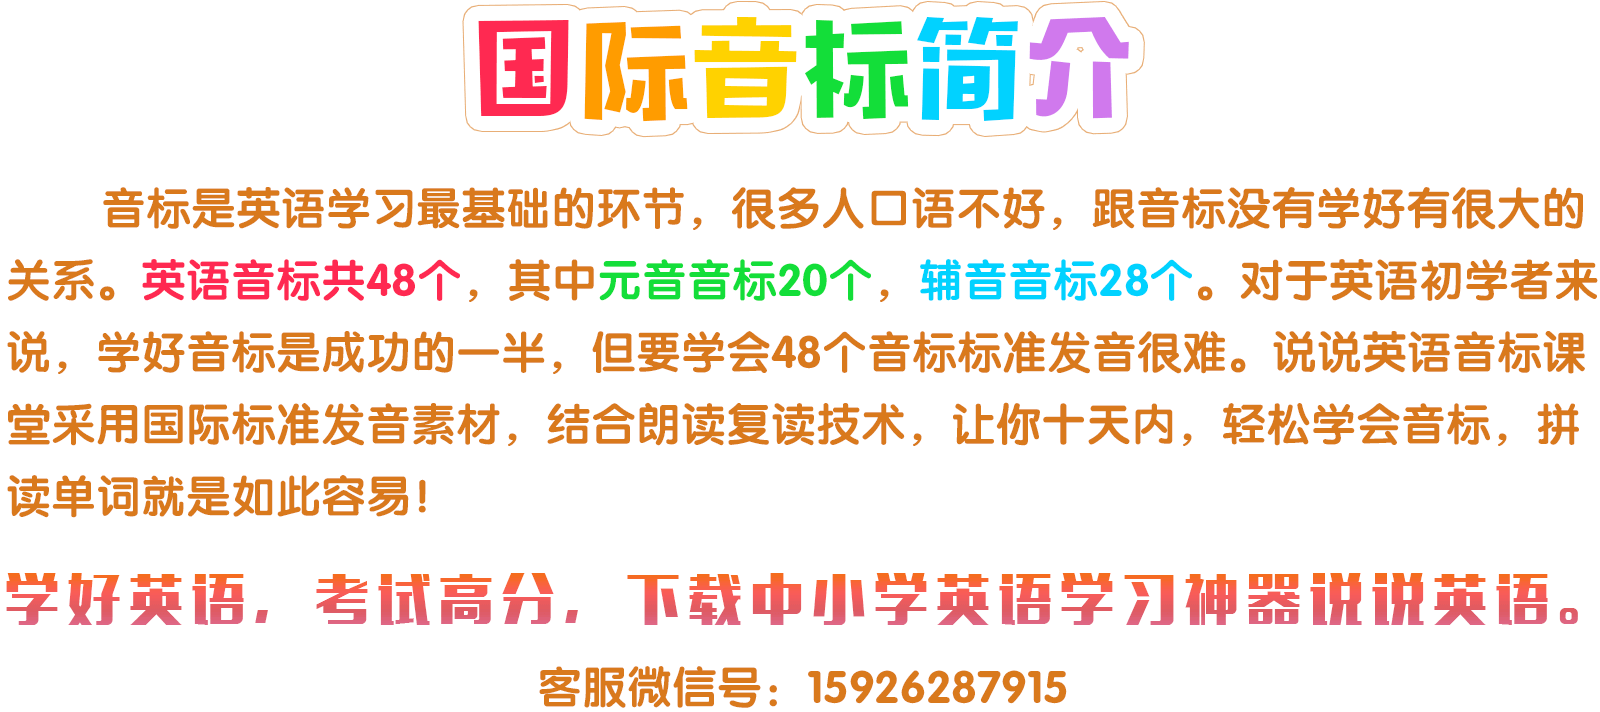 国际音标简介
音标是英语学习最基础的环节，很多人口语不好，跟音标没有学好有很大的
关系。英语音标共48个，其中元音音标20个，辅音音标28个。对于英语初学者来
说，学好音标是成功的一半，但要学会48个音标标准发音很难。说说英语音标课
堂采用国际标准发音素材，结合朗读复读技术，让你十天内，轻松学会音标，拼
读单词就是如此容易！
学好英语，考试高分，下载中小学英语学习神器说说英语。
客服微信号：15926287915